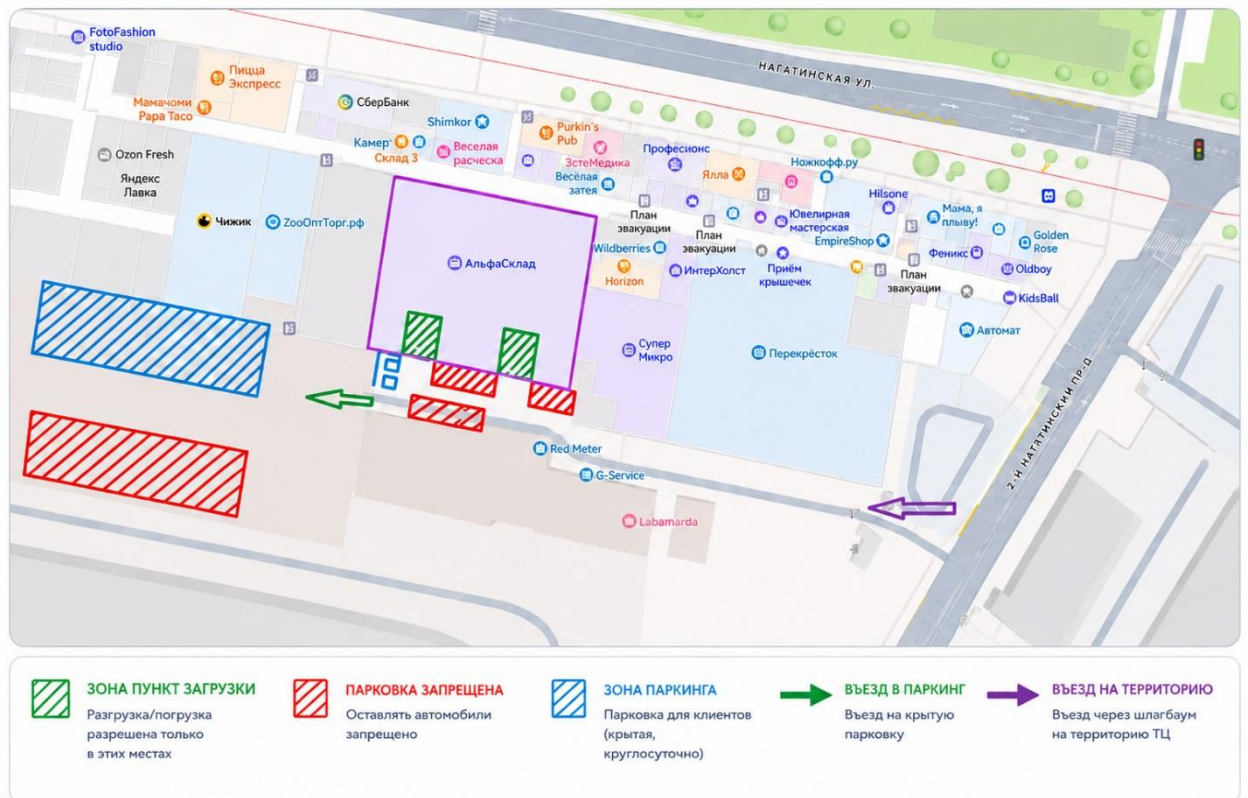 FotoFashion
studio
НАГАТИНСКАЯ УЛ.
Пицца
Экспресс
Мамачоми
Papa Taco
СберБанк
Shimkor
Камер
Склад 3
Веселая
расческа
Purkin's
Pub
ЭстеМедика
Весёлая
затея
Професионс
Ялла
Ножкофф.ру
Hilsone
Мама, я
плыву!
Golden
Rose
Ozon Fresh
Яндекс
Лавка
Чижик
ZooОптТорг.рф
План
эвакуации
План
эвакуации
Ювелирная
мастерская
EmpireShop
Феникс
Oldboy
План
эвакуации
KidsBall
Wildberries
Horizon
ИнтерХолст
Приём
крышечек
АльфаСклад
Автомат
Супер
Микро
Перекрёсток
2-Й НАГАТИНСКИЙ ПР-Д
Red Meter
G-Service
Labamarda
ЗОНА ПУНКТ ЗАГРУЗКИ
Разгрузка/погрузка
разрешена только
в этих местах
ПАРКОВКА ЗАПРЕЩЕНА
Оставлять автомобили
запрещено
ЗОНА ПАРКИНГА
Парковка для клиентов
(крытая,
круглосуточно)
ВЪЕЗД В ПАРКИНГ
Въезд на крытую
парковку
ВЪЕЗД НА ТЕРРИТОРИЮ
Въезд через шлагбаум
на территорию ТЦ